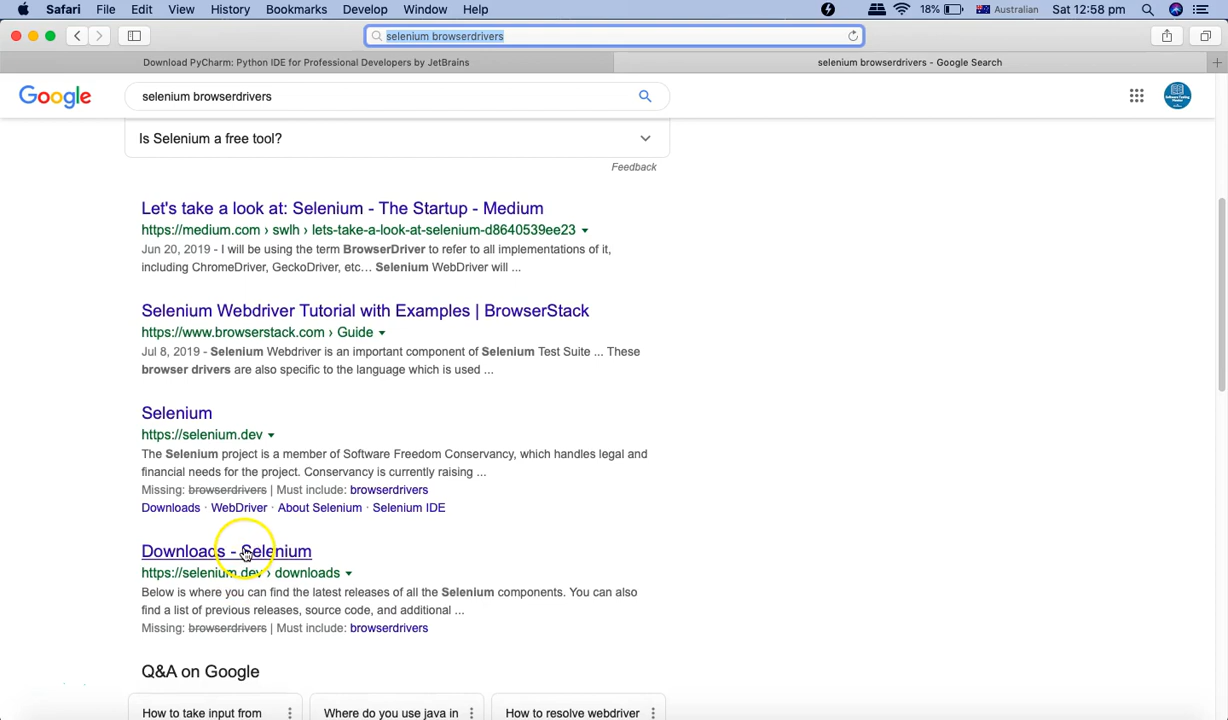 Safari File Edit View History Bookmarks Develop Window Help 18% Australian Sat 12:58 pm
selenium browserdrivers
Download PyCharm: Python IDE for Professional Developers by JetBrains selenium browserdrivers - Google Search
Google selenium browserdrivers
Is Selenium a free tool?
Feedback
Let's take a look at: Selenium - The Startup - Medium
https://medium.com › swlh › lets-take-a-look-at-selenium-d8640539ee23
Jun 20, 2019 - I will be using the term BrowserDriver to refer to all implementations of it,
including ChromeDriver, GeckoDriver, etc… Selenium WebDriver will ...
Selenium Webdriver Tutorial with Examples | BrowserStack
https://www.browserstack.com › Guide
Jul 8, 2019 - Selenium Webdriver is an important component of Selenium Test Suite ... These
browser drivers are also specific to the language which is used ...
Selenium
https://selenium.dev
The Selenium project is a member of Software Freedom Conservancy, which handles legal and
financial needs for the project. Conservancy is currently raising ...
Missing: browserdrivers | Must include: browserdrivers
Downloads · WebDriver · About Selenium · Selenium IDE
Downloads - Selenium
https://selenium.dev › downloads
Below is where you can find the latest releases of all the Selenium components. You can also
find a list of previous releases, source code, and additional ...
Missing: browserdrivers | Must include: browserdrivers
Q&A on Google
How to take input from Where do you use java in How to resolve webdriver